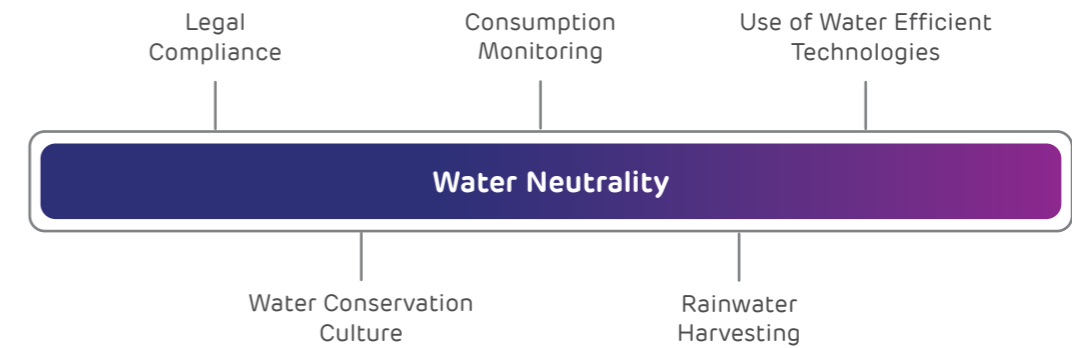 Legal
Compliance
Consumption
Monitoring
Use of Water Efficient
Technologies
Water Neutrality
Water Conservation
Culture
Rainwater
Harvesting